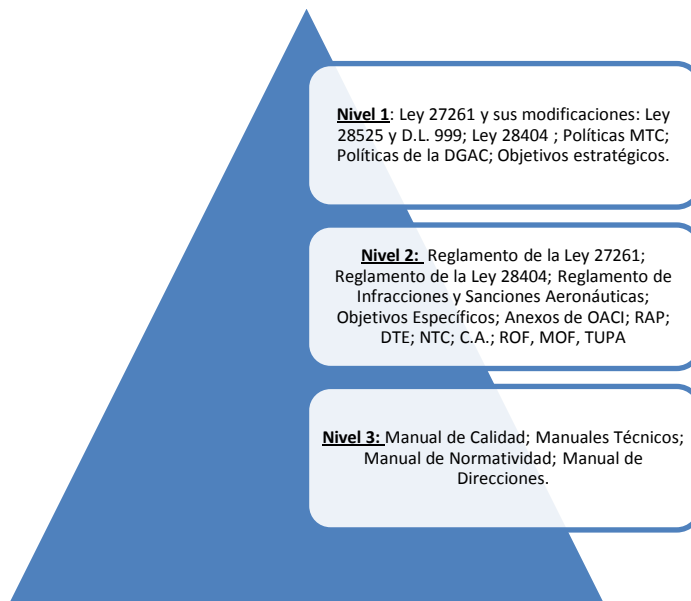 Nivel 1: Ley 27261 y sus modificaciones: Ley
28525 y D.L. 999; Ley 28404 ; Políticas MTC;
Políticas de la DGAC; Objetivos estratégicos.
Nivel 2: Reglamento de la Ley 27261;
Reglamento de la Ley 28404; Reglamento de
Infracciones y Sanciones Aeronáuticas;
Objetivos Específicos; Anexos de OACI; RAP;
DTE; NTC; C.A.; ROF, MOF, TUPA
Nivel 3: Manual de Calidad; Manuales Técnicos;
Manual de Normatividad; Manual de
Direcciones.